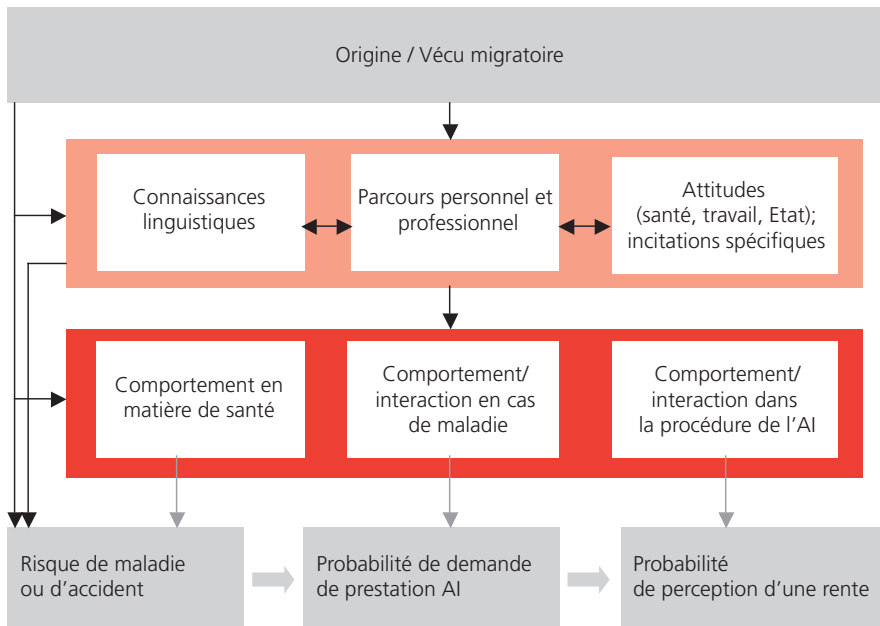 Origine / Vécu migratoire
Connaissances
linguistiques
Parcours personnel et
professionnel
Attitudes
(santé, travail, Etat);
incitations spécifiques
Comportement en
matière de santé
Comportement/
interaction en cas
de maladie
Comportement/
interaction dans
la procédure de l'AI
Risque de maladie
ou d'accident
Probabilité de demande
de prestation AI
Probabilité
de perception d'une rente